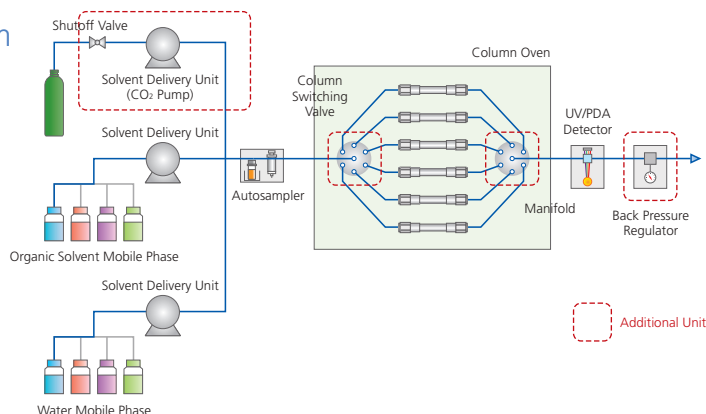 Shutoff Valve
Solvent Delivery Unit
(CO₂ Pump)
Column Oven
Column
Switching
Valve
UV/PDA
Detector
Solvent Delivery Unit
Autosampler
Manifold
Back Pressure
Regulator
Organic Solvent Mobile Phase
Solvent Delivery Unit
Additional Unit
Water Mobile Phase